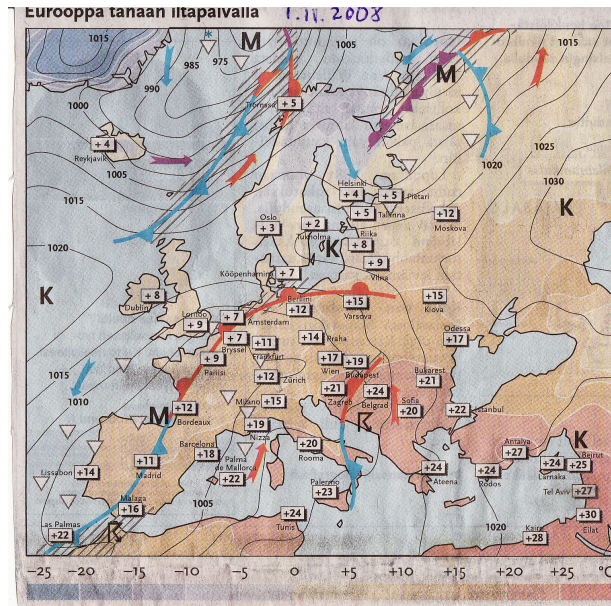 Eurooppa tänään iltapäivällä 1.11.2008
1015
M
1005
M
1015
985
975
990
1000
Tromssa
+5
+4
Reykjavik
1005
1020
1025
1030
1015
Helsinki
+4
+5
Pietari
+5
Tallinna
+12
Moskova
K
Oslo
+3
+2
Tukholma
K
Riika
+8
1020
+9
Vilna
Kööpenhamina
+7
K
+8
Dublin
Lontoo
+9
+7
Amsterdam
Berliini
+12
+15
Varsova
+15
Kiova
+7
Bryssel
+11
Frankfurt
+14
Praha
Odessa
+17
+9
Pariisi
+17
Wien
+19
Budapest
1015
1010
+12
Zürich
+21
Zagreb
+24
Belgrad
Bukarest
+21
M
+12
Bordeaux
Milano
+15
Sofia
+20
+22
Istanbul
+19
Nizza
+11
Madrid
Barcelona
+18
+20
Rooma
K
Antalya
+27
Beirut
Lissabon
+14
Palma de Mallorca
+22
+24
Ateena
+24
Rodos
+24
Larnaka
+25
Malaga
+16
1005
Palermo
+23
Tel Aviv
+27
Las Palmas
+22
+24
Tunis
1020
Kairo
+28
+30
Eilat
−25 −20 −15 −10 −5 0 +5 +10 +15 +20 +25 °C